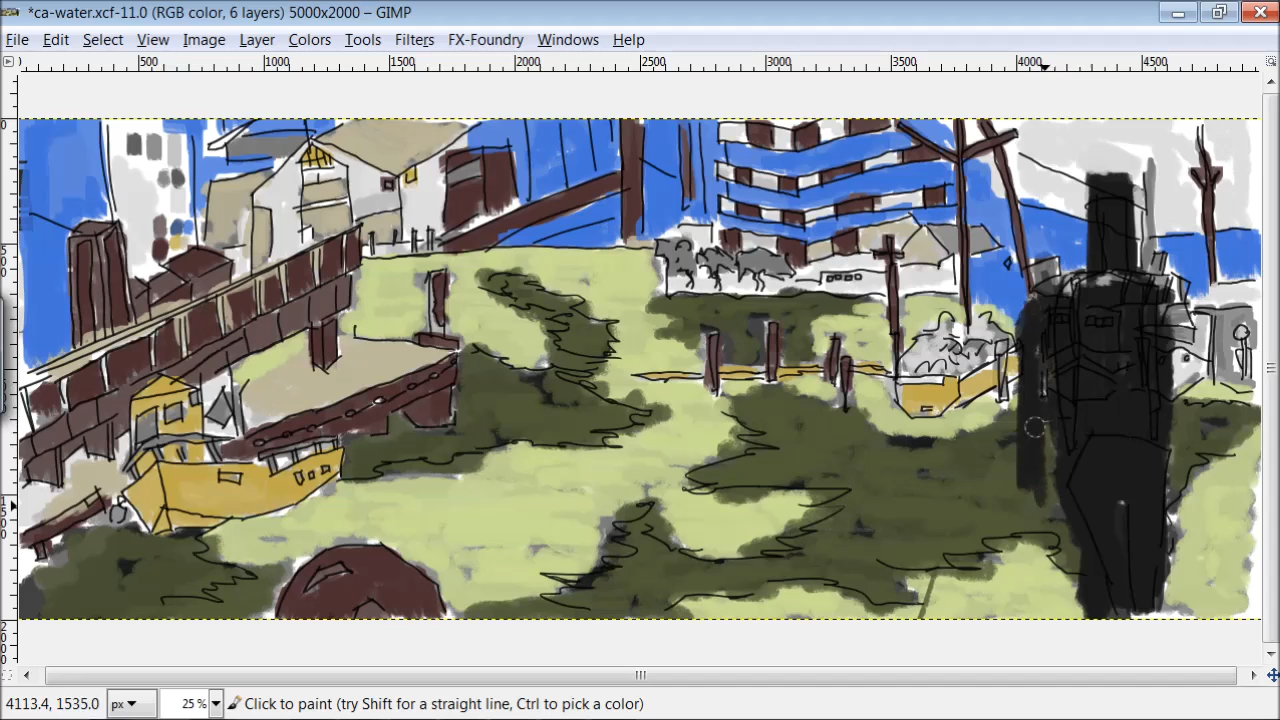 *ca-water.xcf-11.0 (RGB color, 6 layers) 5000x2000 – GIMP
File Edit Select View Image Layer Colors Tools Filters FX-Foundry Windows Help
500 1000 1500 2000 2500 3000 3500 4000 4500
4113.4, 1535.0 px 25 % Click to paint (try Shift for a straight line, Ctrl to pick a color)